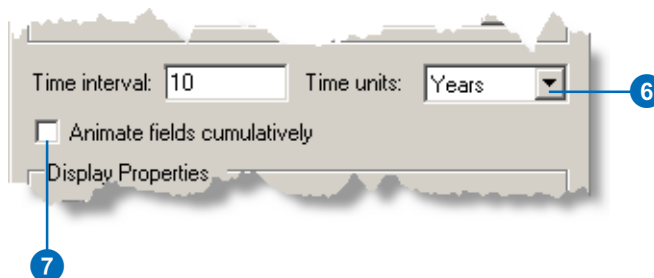 Time interval: 10 Time units: Years
6
Animate fields cumulatively
Display Properties
7